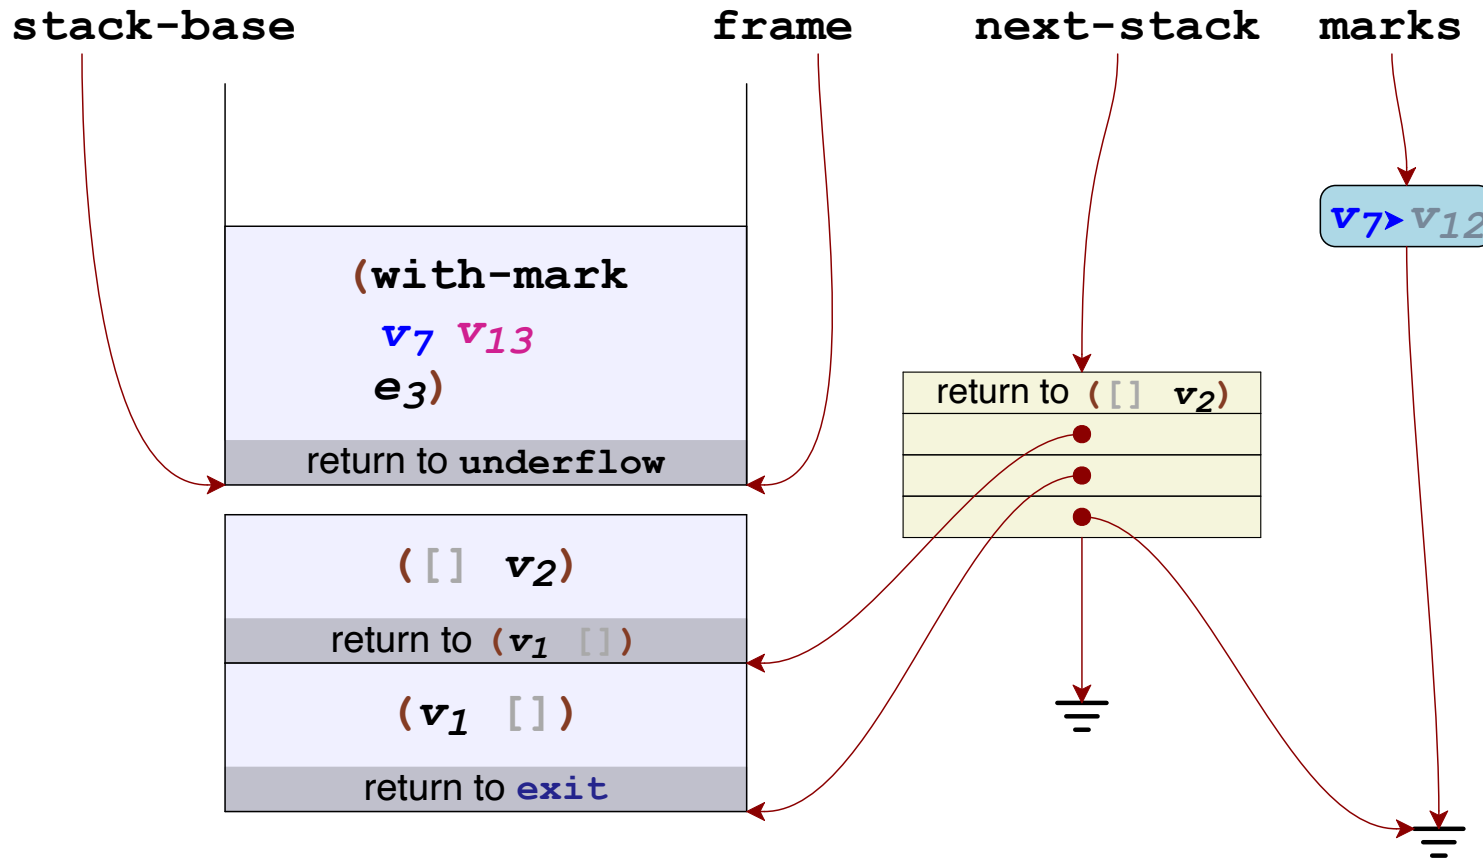 stack-base frame next-stack marks
v7➤v12
(with-mark
v7 v13
e3)
return to underflow
return to ([] v2)
([] v2)
return to (v1 [])
(v1 [])
return to exit